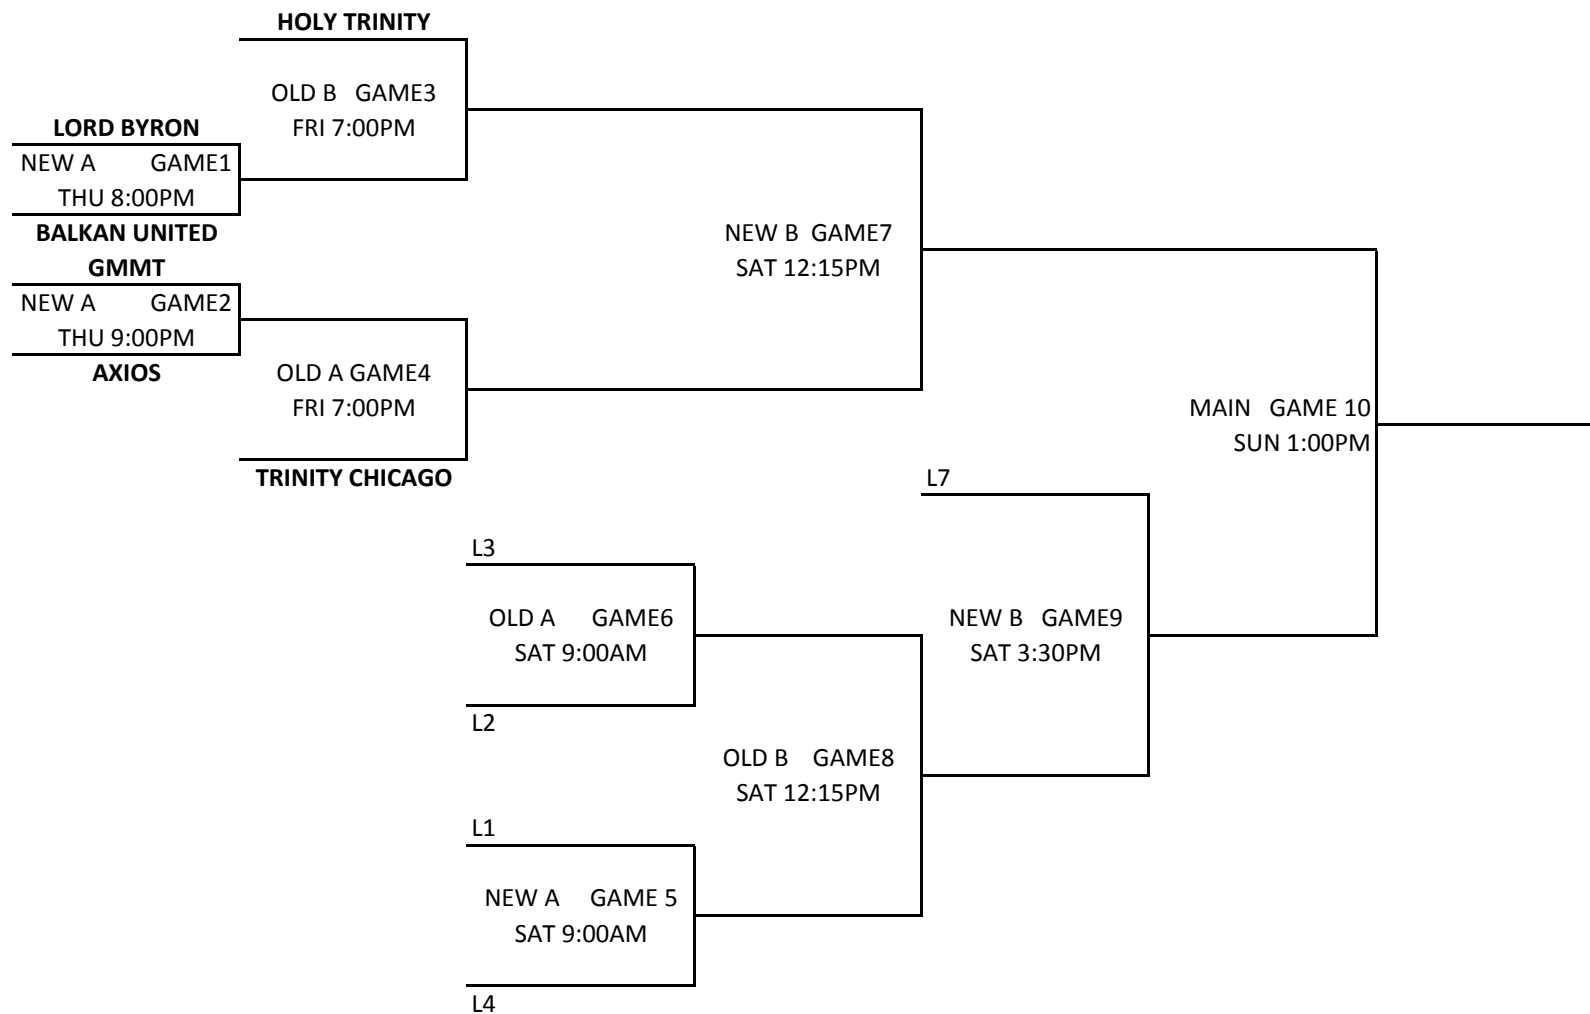 HOLY TRINITY
OLD B GAME3
FRI 7:00PM
LORD BYRON
NEW A GAME1
THU 8:00PM
BALKAN UNITED
GMMT
NEW A GAME2
THU 9:00PM
AXIOS
OLD A GAME4
FRI 7:00PM
TRINITY CHICAGO
NEW B GAME7
SAT 12:15PM
MAIN GAME 10
SUN 1:00PM
L7
L3
OLD A GAME6
SAT 9:00AM
L2
NEW B GAME9
SAT 3:30PM
OLD B GAME8
SAT 12:15PM
L1
NEW A GAME 5
SAT 9:00AM
L4